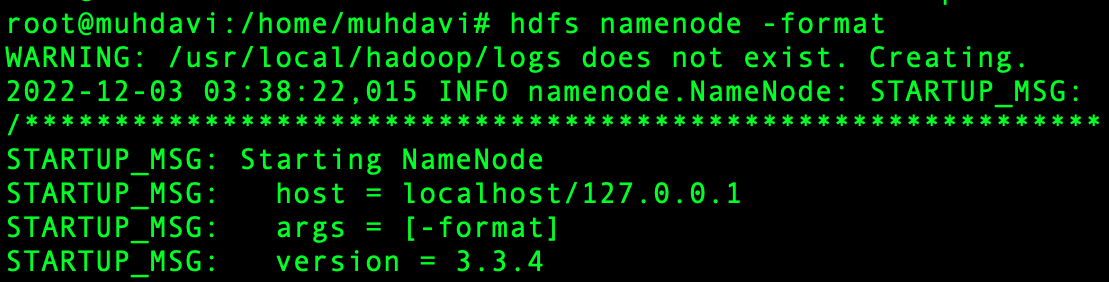 root@muhdavi:/home/muhdavi# hdfs namenode -format
WARNING: /usr/local/hadoop/logs does not exist. Creating.
2022-12-03 03:38:22,015 INFO namenode.NameNode: STARTUP_MSG:
/************************************************************
STARTUP_MSG: Starting NameNode
STARTUP_MSG:   host = localhost/127.0.0.1
STARTUP_MSG:   args = [-format]
STARTUP_MSG:   version = 3.3.4